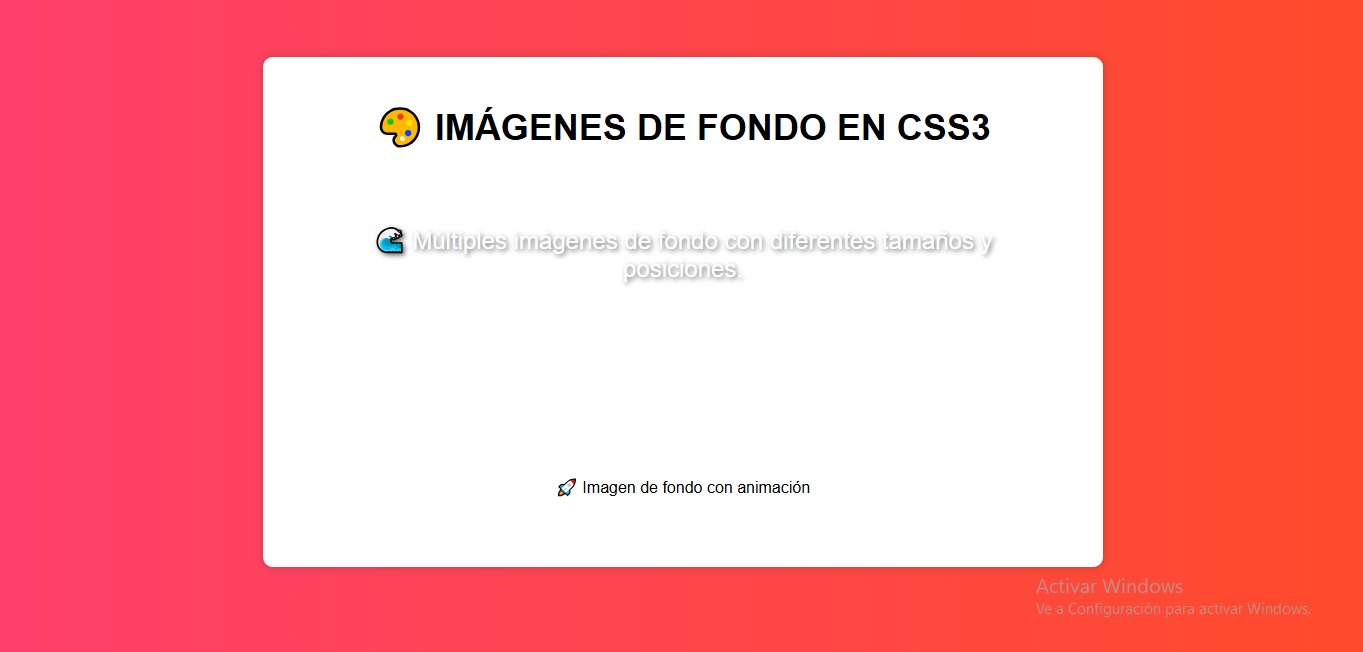 🎨 IMÁGENES DE FONDO EN CSS3
🌊 Múltiples imágenes de fondo con diferentes tamaños y
posiciones.
🚀 Imagen de fondo con animación
Activar Windows
Ve a Configuración para activar Windows.